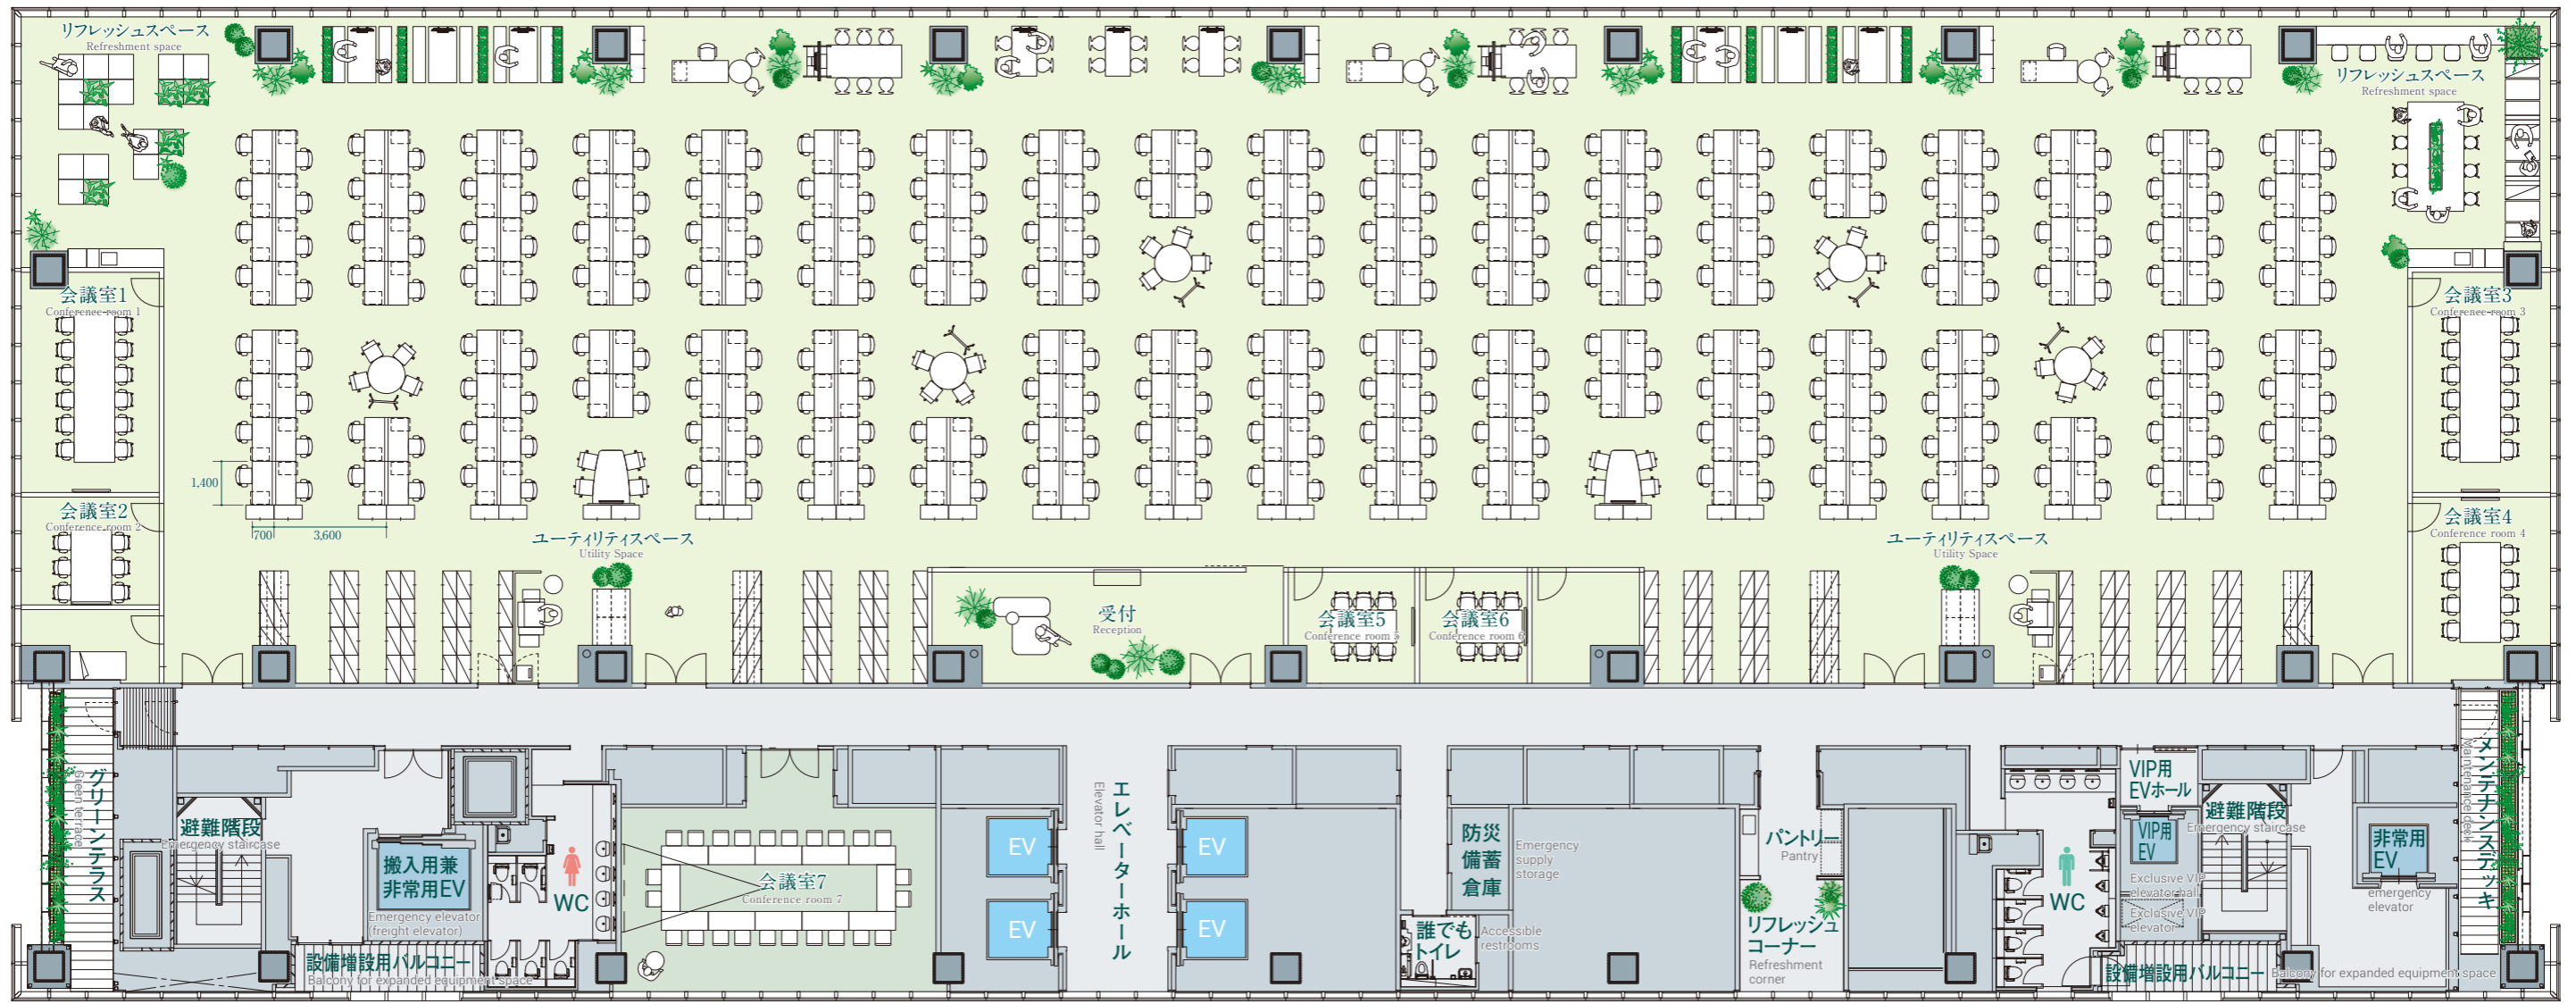 リフレッシュスペース
Refreshment space
リフレッシュスペース
Refreshment space
会議室1
Conference room 1
会議室3
Conference room 3
1,400
会議室2
Conference room 2
700
3,600
ユーティリティスペース
Utility Space
ユーティリティスペース
Utility Space
会議室4
Conference room 4
受付
Reception
会議室5
Conference room 5
会議室6
Conference room 6
グリーンテラス
Green terrace
避難階段
Emergency staircase
搬入用兼
非常用EV
Emergency elevator
(freight elevator)
設備増設用バルコニー
Balcony for expanded equipment space
WC
会議室7
Conference room 7
EV
EV
エレベーターホール
Elevator hall
EV
EV
防災
備蓄
倉庫
Emergency
supply
storage
誰でも
トイレ
Accessible
restrooms
パントリー
Pantry
リフレッシュ
コーナー
Refreshment
corner
WC
VIP用
EVホール
VIP用
EV
Exclusive VIP
elevator hall
Exclusive VIP
elevator
避難階段
Emergency staircase
非常用
EV
emergency
elevator
設備増設用バルコニー
Balcony for expanded equipment space
メンテナンスデッキ
Maintenance deck